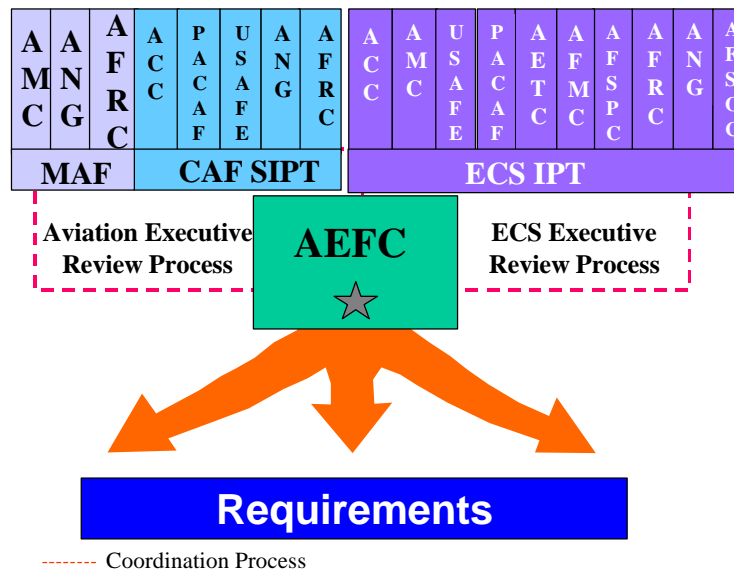 AMC
ANG
AFRC
ACC
PACAF
USAFE
ANG
AFRC
ACC
AMC
USAFE
PACAF
AETC
AFMC
AFSPC
AFRC
ANG
AFSOC
MAF
CAF SIPT
ECS IPT
Aviation Executive
Review Process
AEFC
ECS Executive
Review Process
Requirements
Coordination Process